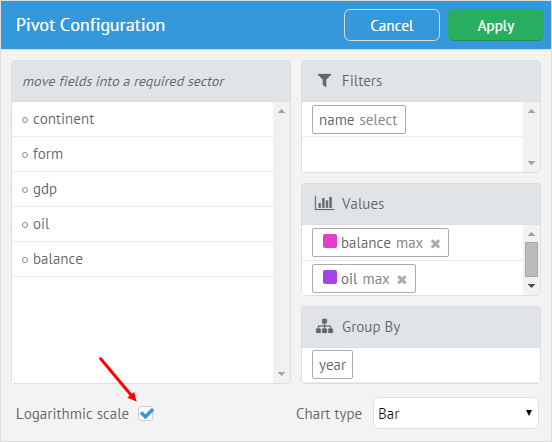 Pivot Configuration
Cancel
Apply
move fields into a required sector
continent
form
gdp
oil
balance
Filters
name select
Values
balance max
oil max
Group By
year
Logarithmic scale
Chart type
Bar